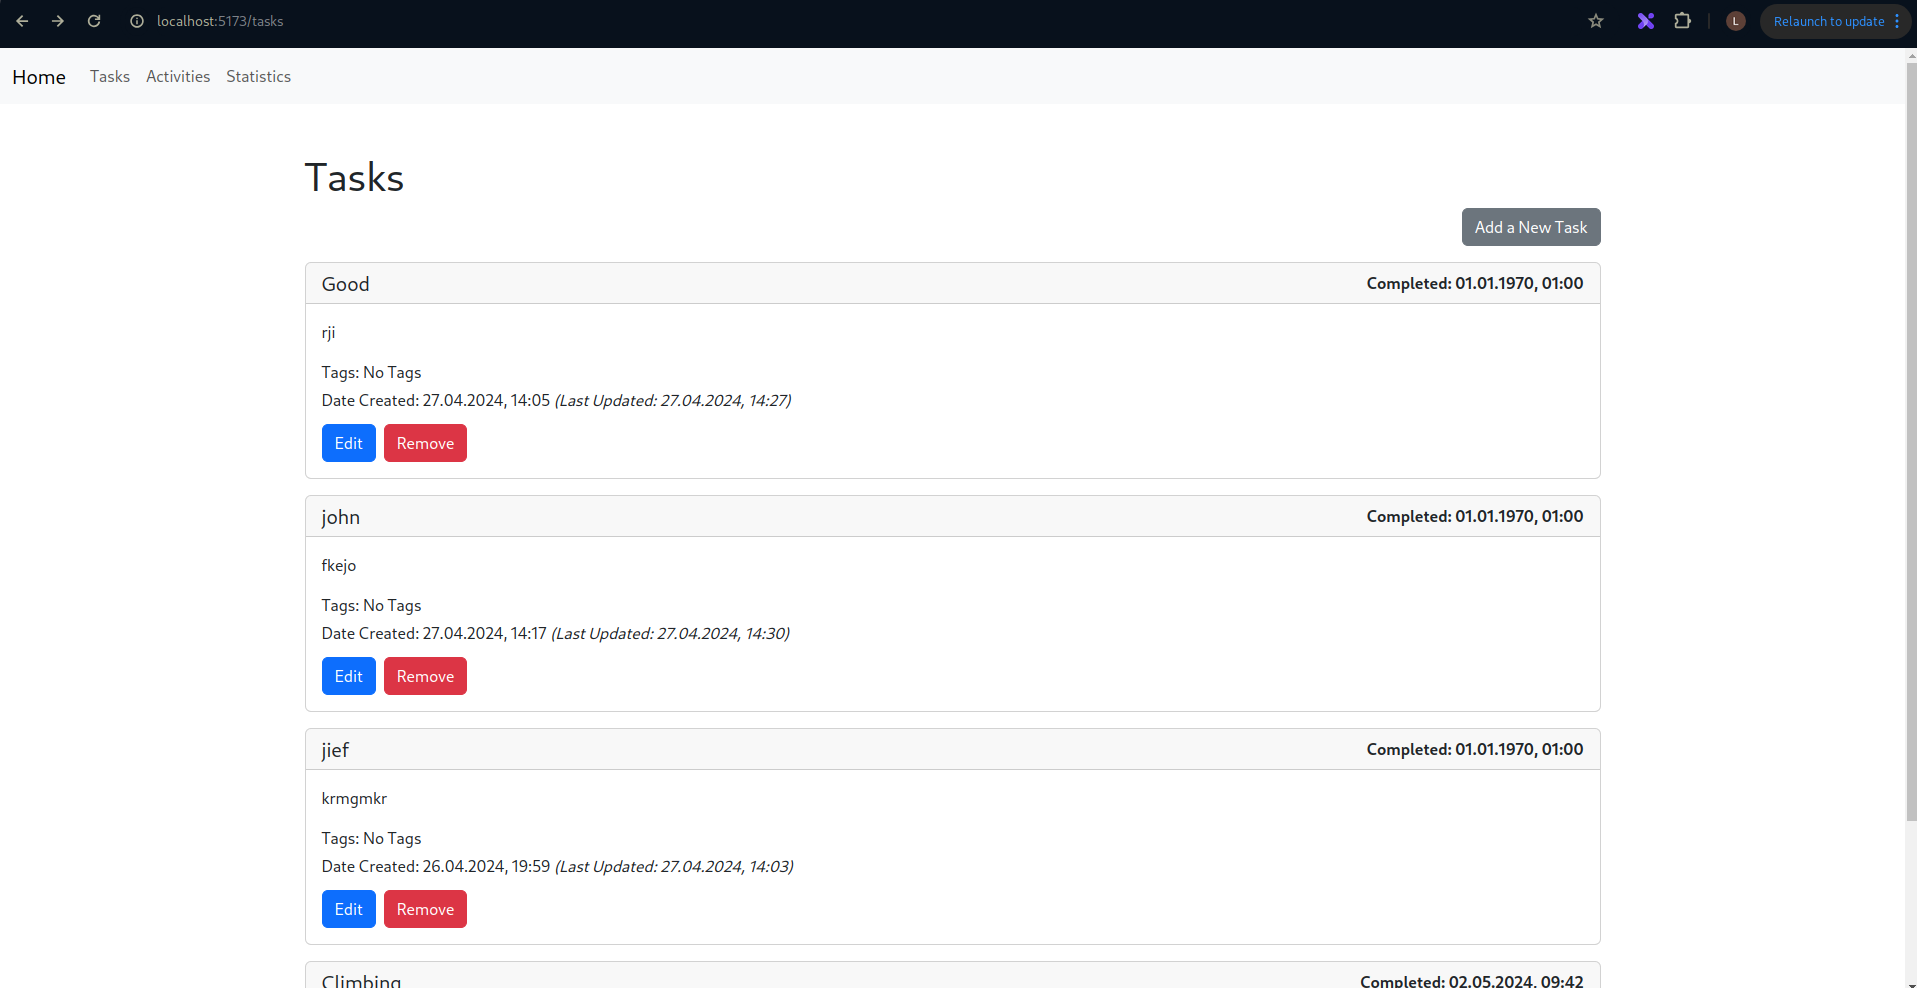 localhost:5173/tasks
L
Relaunch to update
Home Tasks Activities Statistics
Tasks
Add a New Task
Good Completed: 01.01.1970, 01:00
rji
Tags: No Tags
Date Created: 27.04.2024, 14:05 (Last Updated: 27.04.2024, 14:27)
Edit Remove
john Completed: 01.01.1970, 01:00
fkejo
Tags: No Tags
Date Created: 27.04.2024, 14:17 (Last Updated: 27.04.2024, 14:30)
Edit Remove
jief Completed: 01.01.1970, 01:00
krmgmkr
Tags: No Tags
Date Created: 26.04.2024, 19:59 (Last Updated: 27.04.2024, 14:03)
Edit Remove
Climbing Completed: 02.05.2024, 09:42